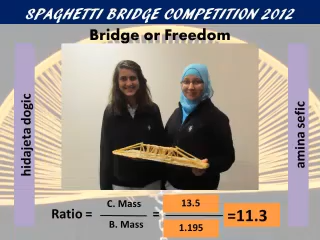 SPAGHETTI BRIDGE COMPETITION 2012
Bridge or Freedom
hidajeta dogic
amina sefic
Ratio = C. Mass / B. Mass = 13.5 / 1.195 =11.3